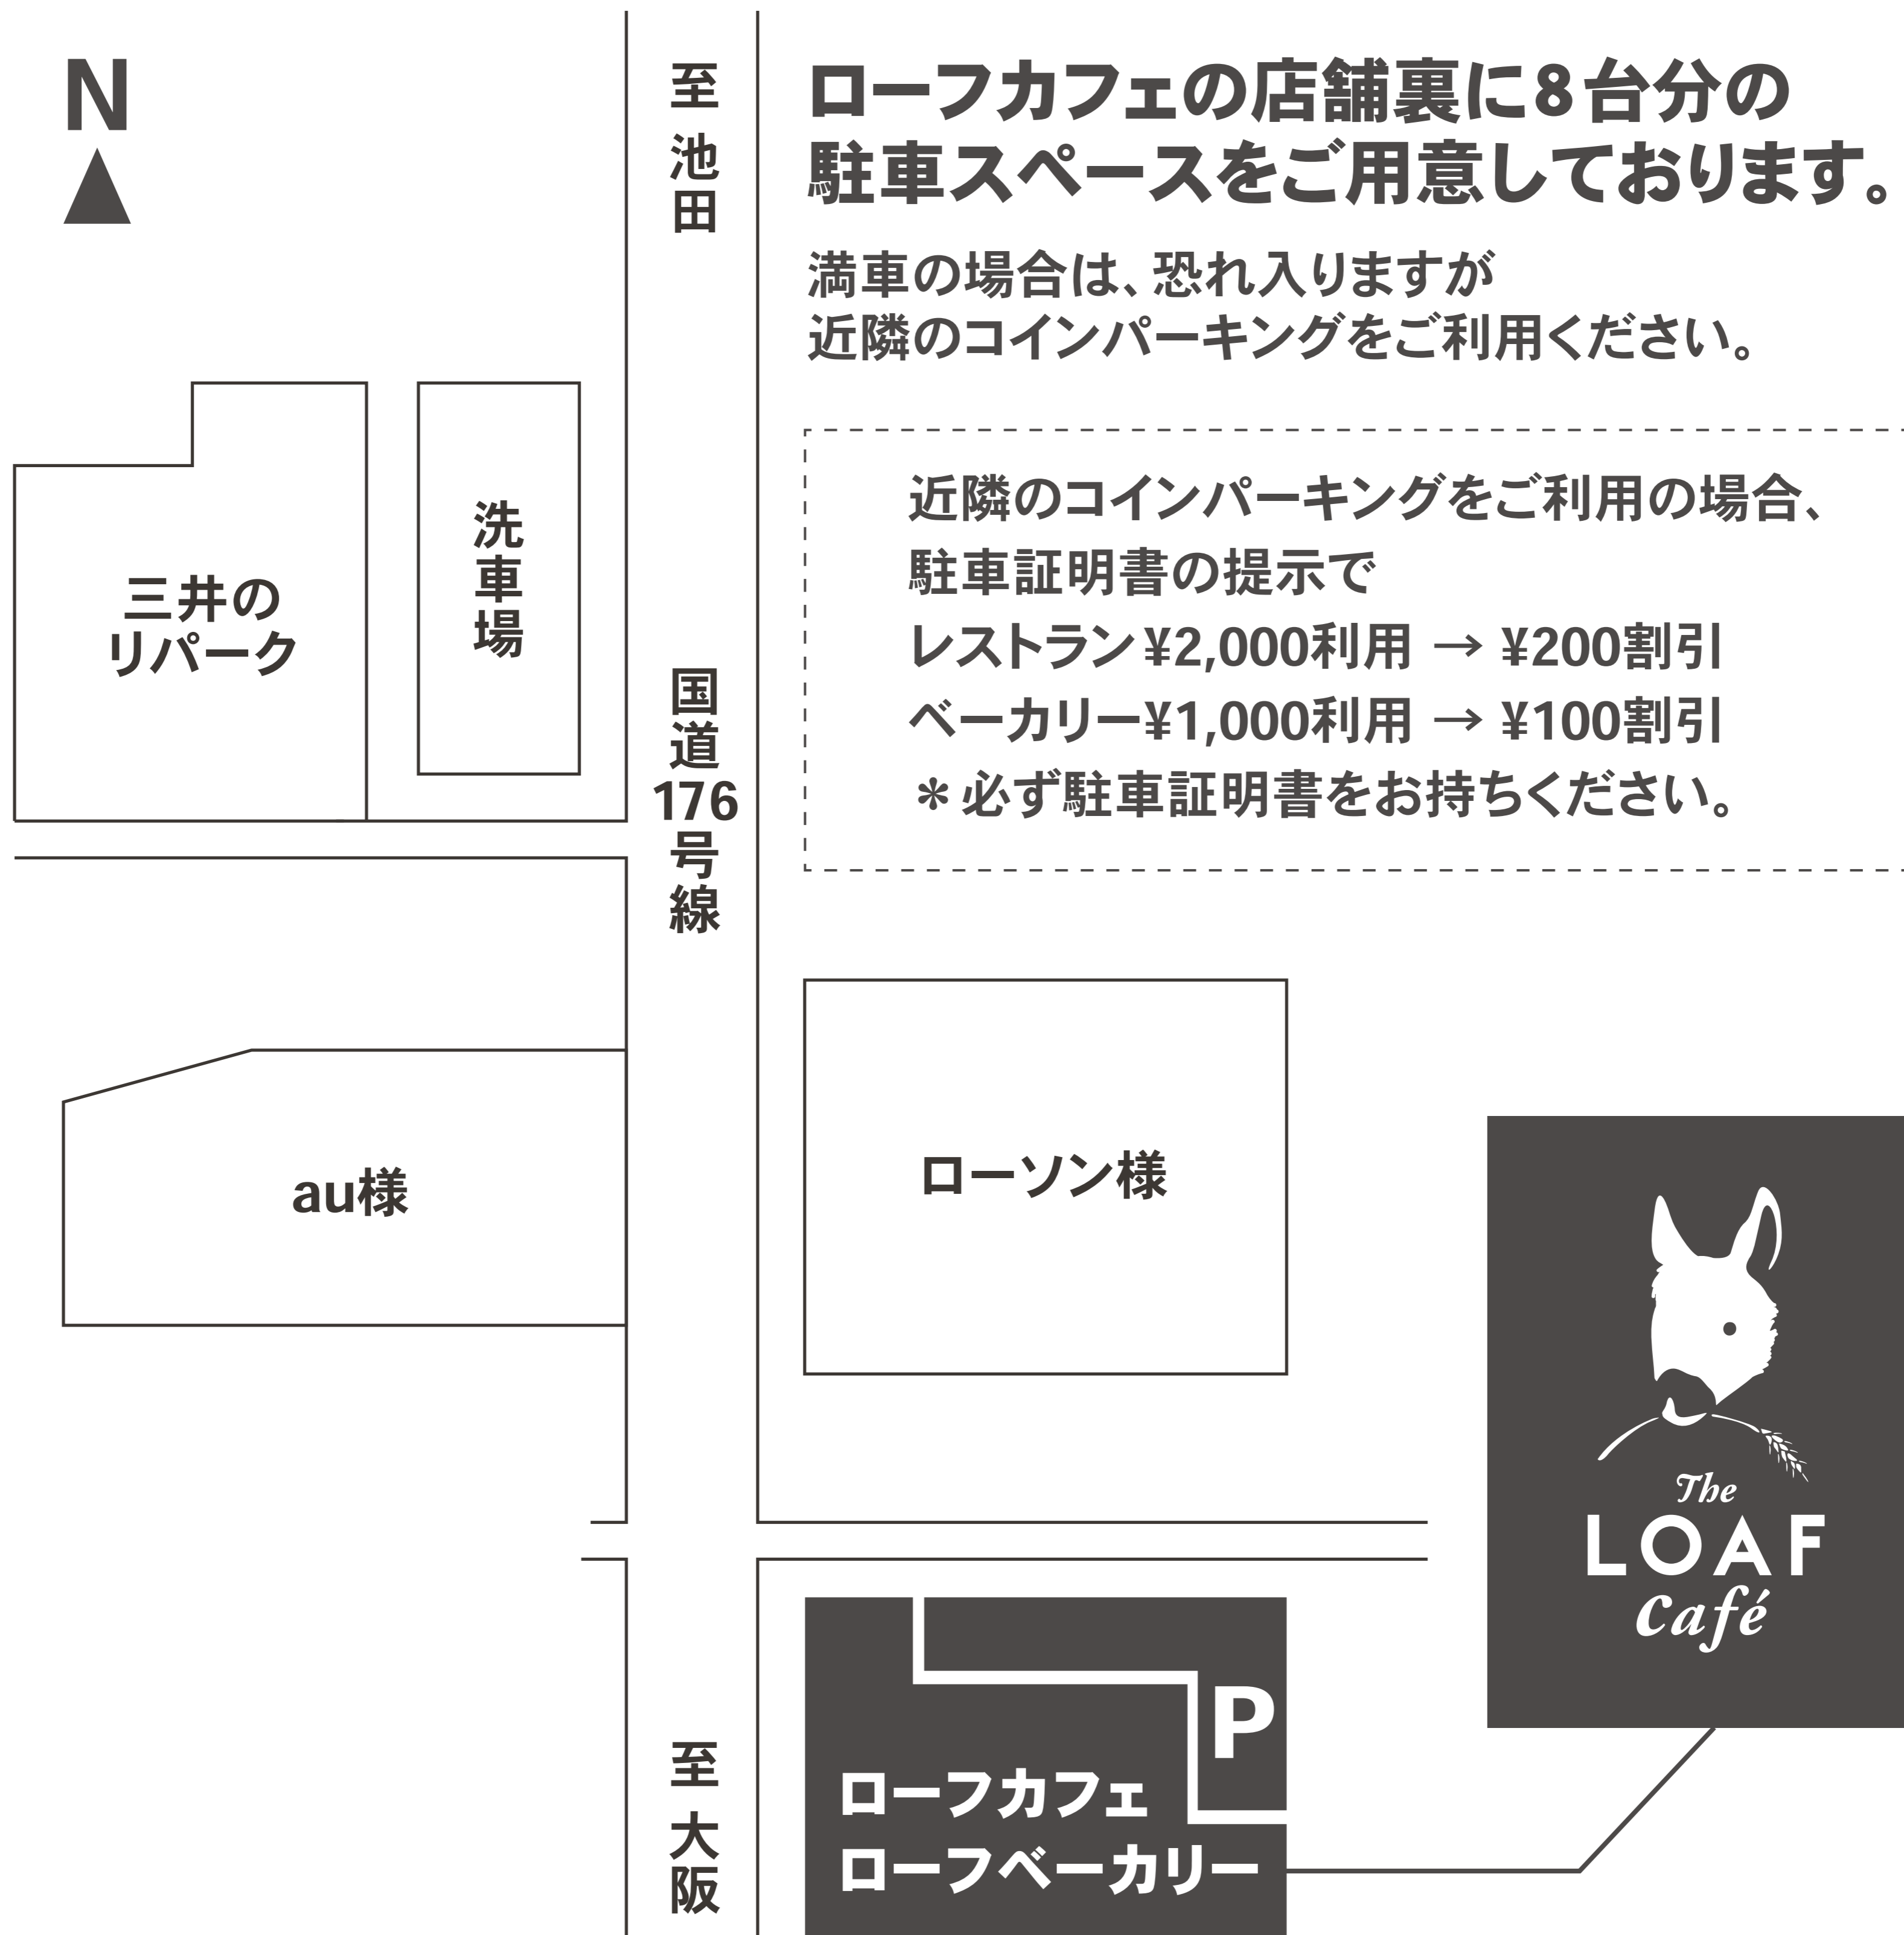 N
至 池田
ローフカフェの店舗裏に8台分の
駐車スペースをご用意しております。
満車の場合は、恐れ入りますが
近隣のコインパーキングをご利用ください。
近隣のコインパーキングをご利用の場合、
駐車証明書の提示で
レストラン¥2,000利用 → ¥200割引
ベーカリー¥1,000利用 → ¥100割引
＊必ず駐車証明書をお持ちください。
三井の
リパーク
洗車場
国道176号線
au様
ローソン様
The
LOAF
Café
P
ローフカフェ
ローフベーカリー
至 大阪